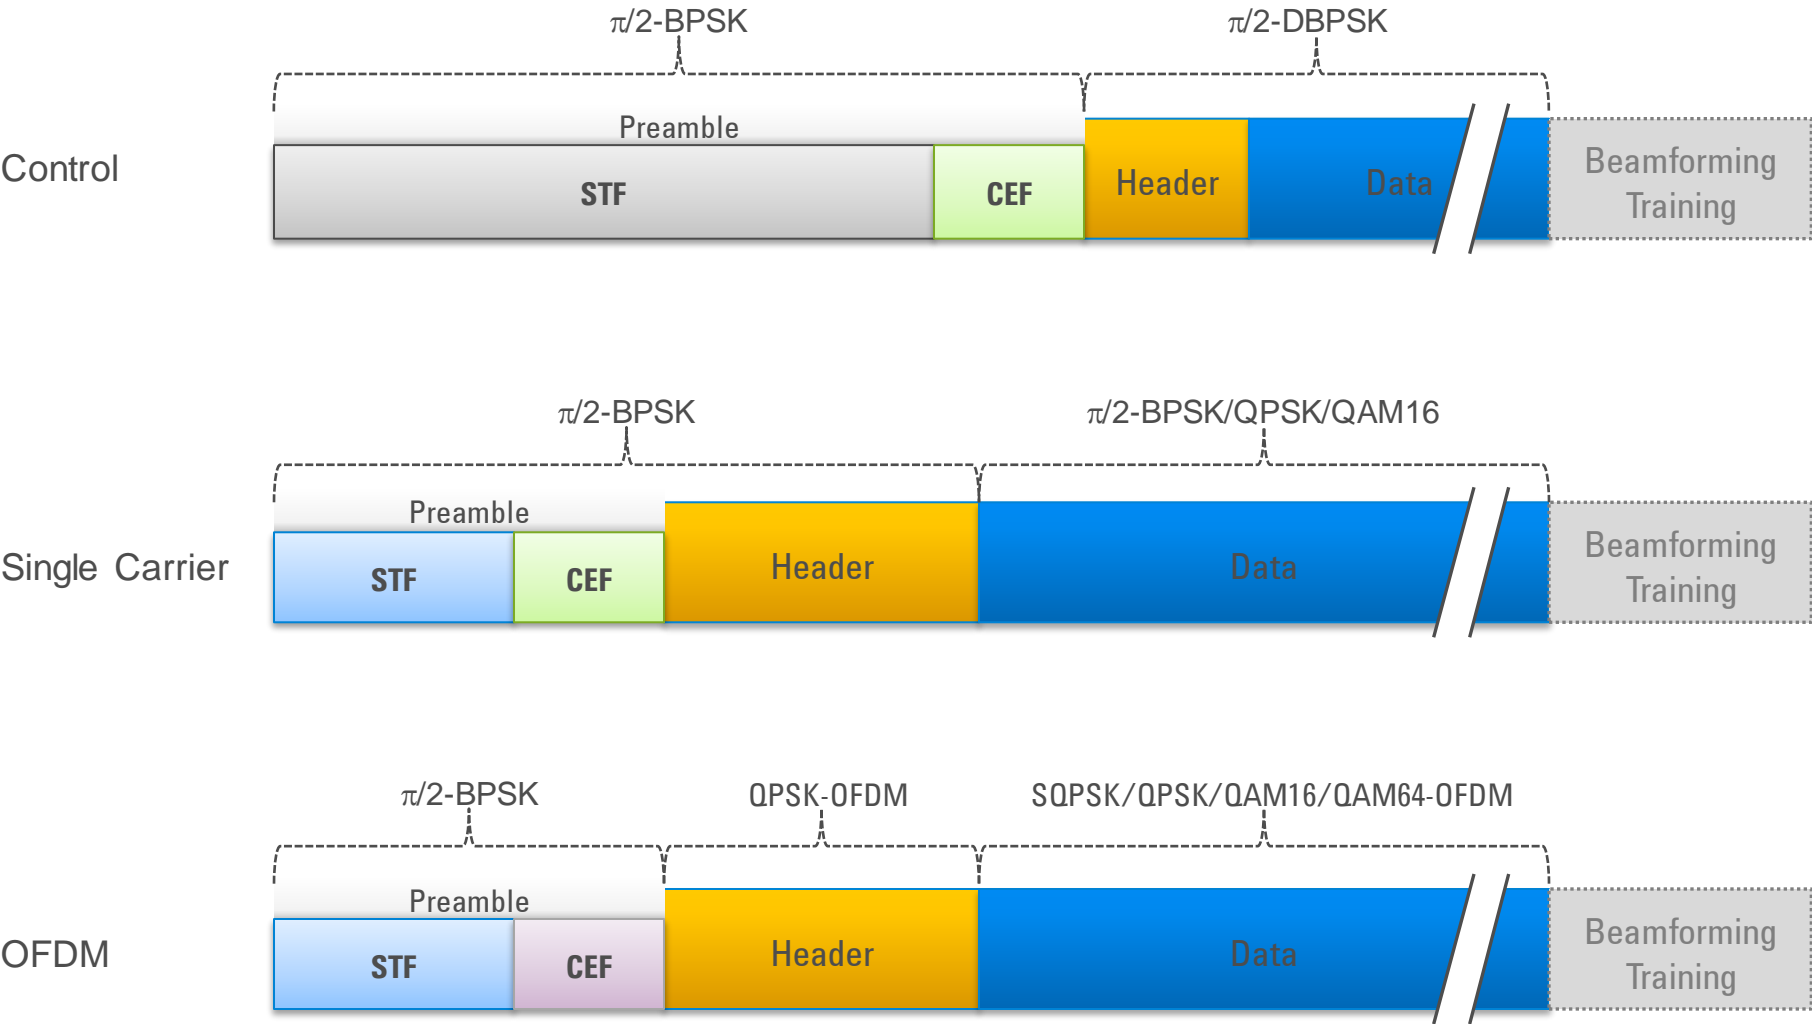 π/2-BPSK
π/2-DBPSK
Control
Preamble
STF
CEF
Header
Data
Beamforming
Training
π/2-BPSK
π/2-BPSK/QPSK/QAM16
Single Carrier
Preamble
STF
CEF
Header
Data
Beamforming
Training
π/2-BPSK
QPSK-OFDM
SQPSK/QPSK/QAM16/QAM64-OFDM
OFDM
Preamble
STF
CEF
Header
Data
Beamforming
Training